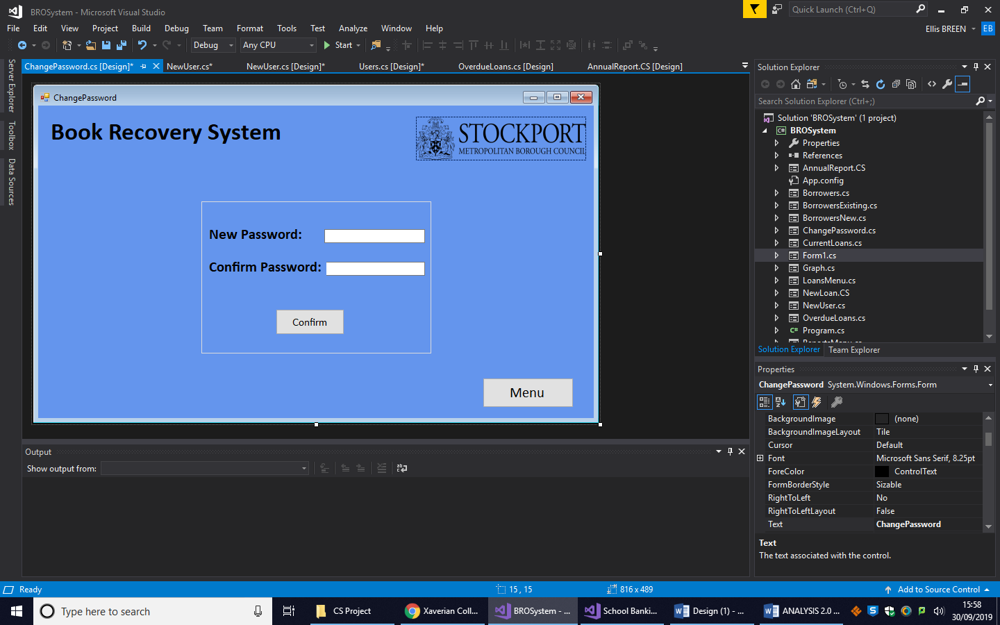 BROSystem - Microsoft Visual Studio
Quick Launch (Ctrl+Q)
File Edit View Project Build Debug Team Format Tools Test Analyze Window Help
Ellis BREEN EB
Debug Any CPU Start
Server Explorer
Toolbox
Data Sources
ChangePassword.cs [Design]* NewUser.cs* NewUser.cs [Design]* Users.cs [Design]* OverdueLoans.cs [Design] AnnualReport.CS [Design]
ChangePassword
Book Recovery System
STOCKPORT
METROPOLITAN BOROUGH COUNCIL
New Password:
Confirm Password:
Confirm
Menu
Output
Show output from:
Solution Explorer
Search Solution Explorer (Ctrl+;)
Solution 'BROSystem' (1 project)
C# BROSystem
Properties
References
AnnualReport.CS
App.config
Borrowers.cs
BorrowersExisting.cs
BorrowersNew.cs
ChangePassword.cs
CurrentLoans.cs
Form1.cs
Graph.cs
LoansMenu.cs
NewLoan.CS
NewUser.cs
OverdueLoans.cs
C# Program.cs
ReportsMenu.cs
Solution Explorer Team Explorer
Properties
ChangePassword System.Windows.Forms.Form
BackgroundImage (none)
BackgroundImageLayout Tile
Cursor Default
Font Microsoft Sans Serif, 8.25pt
ForeColor ControlText
FormBorderStyle Sizable
RightToLeft No
RightToLeftLayout False
Text ChangePassword
Text
The text associated with the control.
Ready 15 , 15 816 x 489 Add to Source Control
Type here to search
CS Project
Xaverian Coll...
BROSystem - ...
School Banki...
Design (1) - ...
ANALYSIS 2.0 ...
15:58
30/09/2019